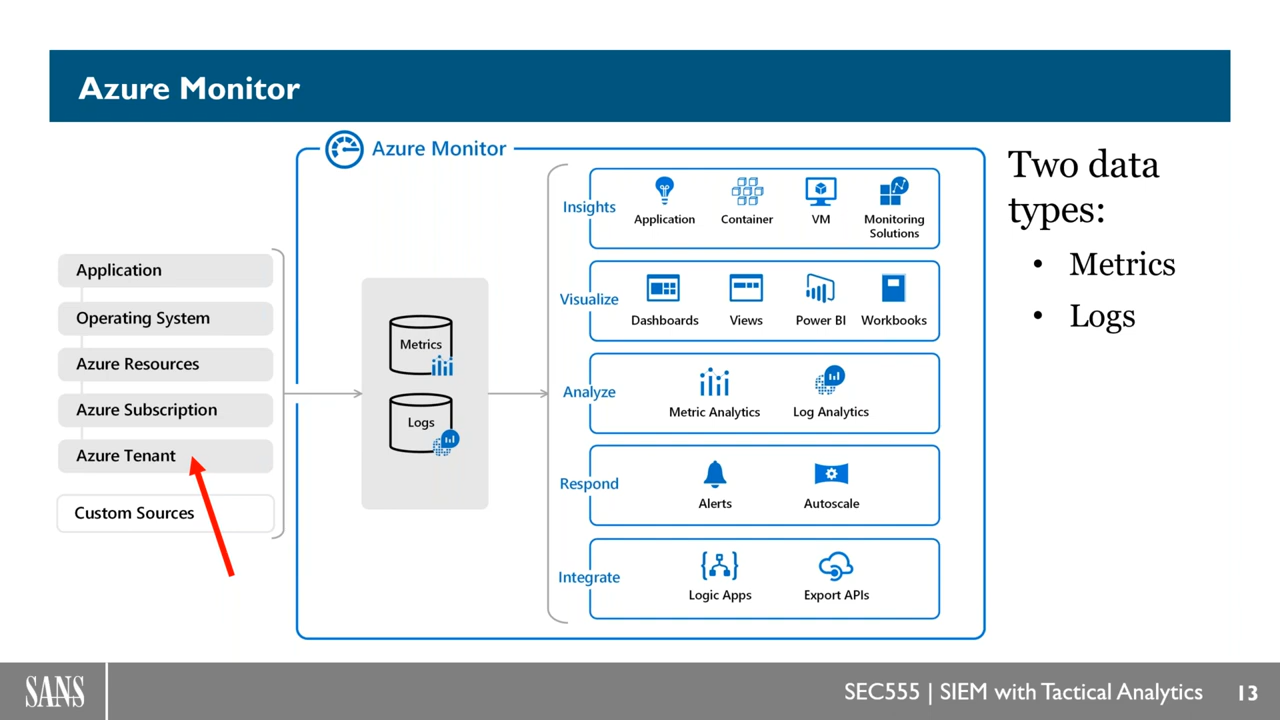 Azure Monitor
Azure Monitor
Two data
types:
• Metrics
• Logs
Application
Operating System
Azure Resources
Azure Subscription
Azure Tenant
Custom Sources
Metrics
Logs
Insights
Application
Container
VM
Monitoring
Solutions
Visualize
Dashboards
Views
Power BI
Workbooks
Analyze
Metric Analytics
Log Analytics
Respond
Alerts
Autoscale
Integrate
Logic Apps
Export APIs
SANS
SEC555 | SIEM with Tactical Analytics
13